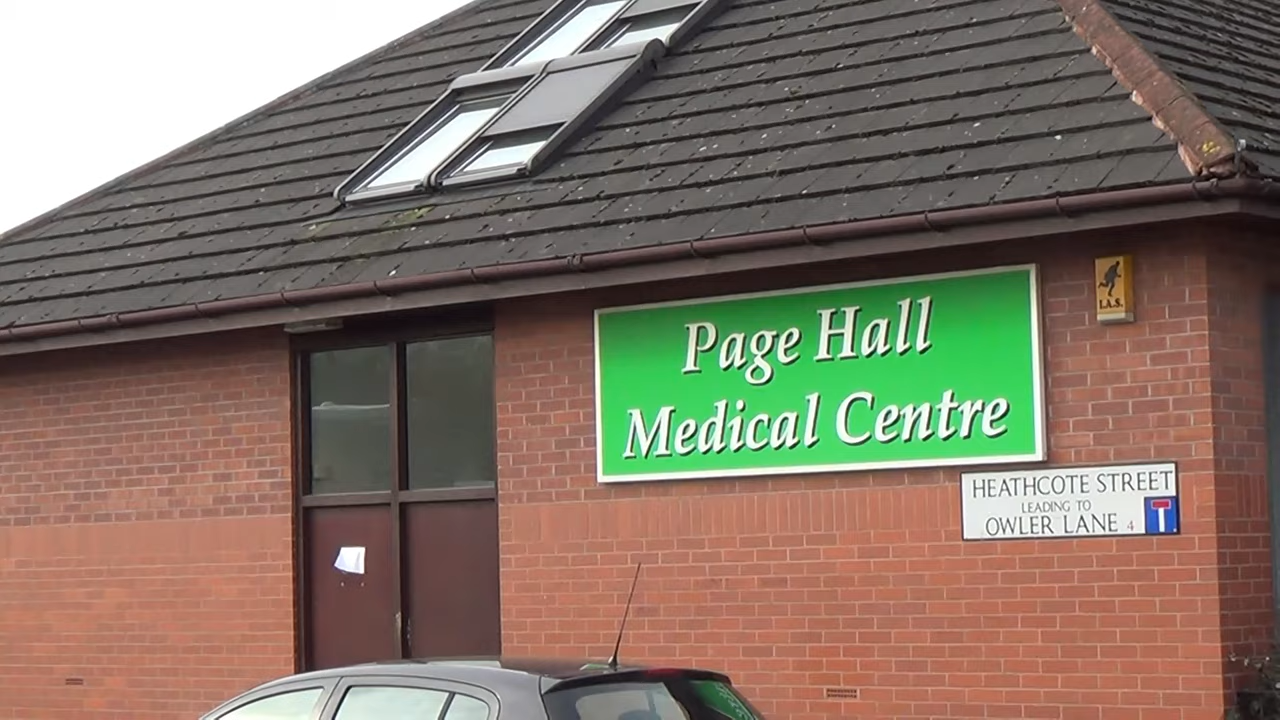 Page Hall
Medical Centre
I.A.S.
HEATHCOTE STREET
LEADING TO
OWLER LANE 4